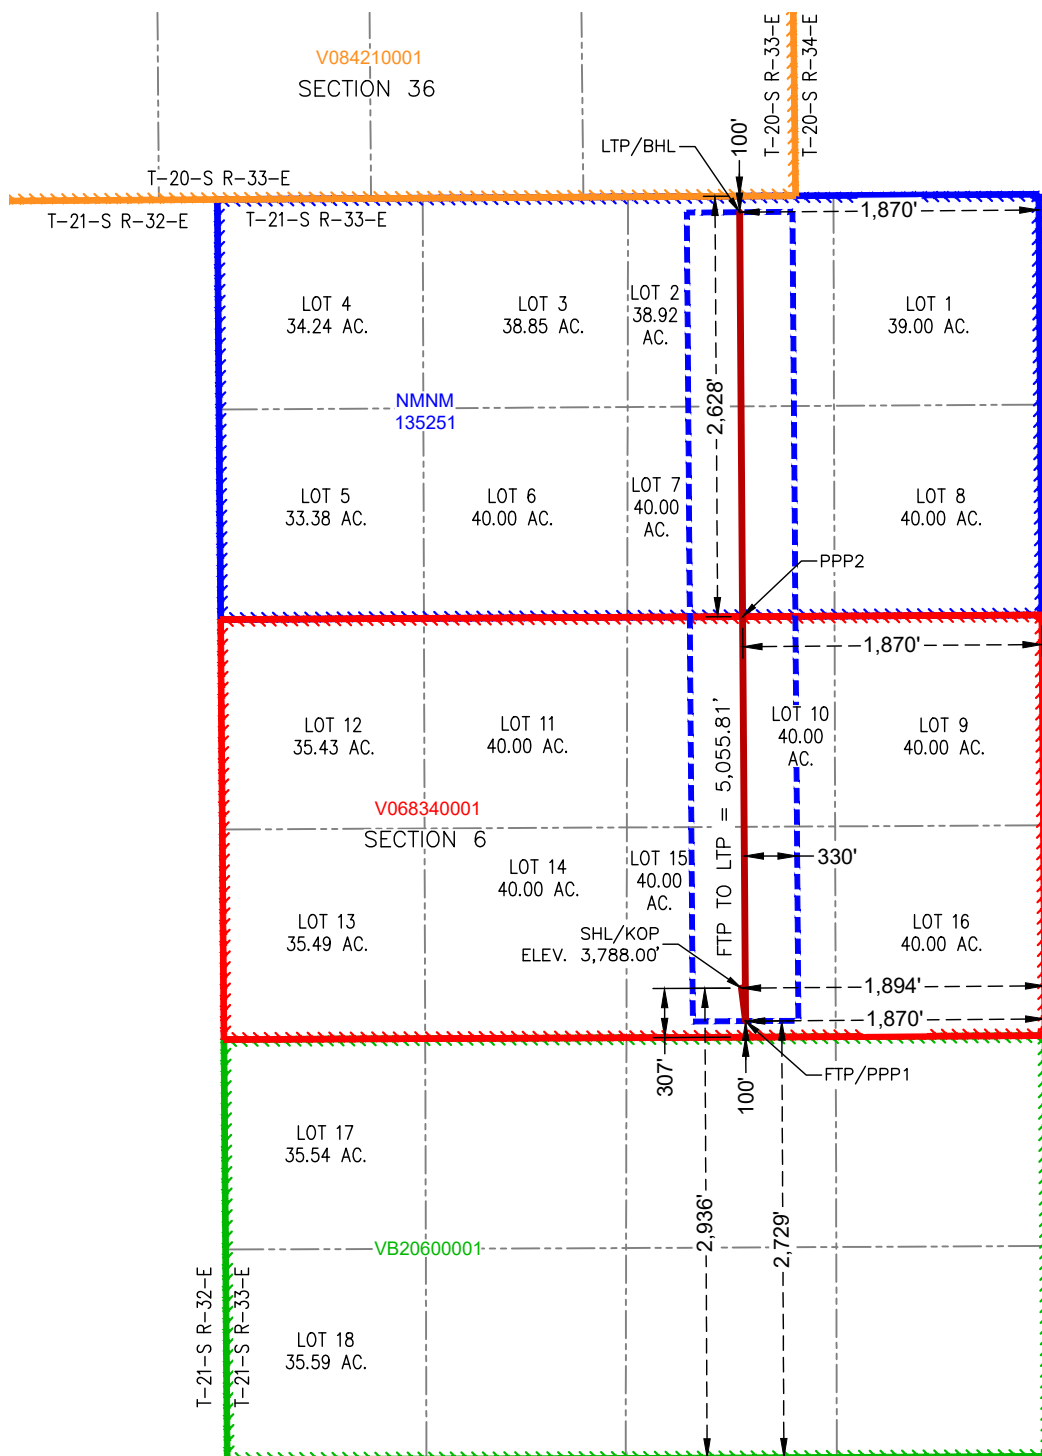 V084210001
SECTION 36
T-20-S R-33-E
T-20-S R-34-E
LTP/BHL
100'
T-20-S R-33-E
T-21-S R-32-E
T-21-S R-33-E
1,870'
LOT 4
34.24 AC.
LOT 3
38.85 AC.
LOT 2
38.92
AC.
LOT 1
39.00 AC.
2,628'
NMNM
135251
LOT 5
33.38 AC.
LOT 6
40.00 AC.
LOT 7
40.00
AC.
LOT 8
40.00 AC.
PPP2
1,870'
LOT 12
35.43 AC.
LOT 11
40.00 AC.
FTP TO LTP = 5,055.81'
LOT 10
40.00
AC.
LOT 9
40.00 AC.
V068340001
SECTION 6
330'
LOT 14
40.00 AC.
LOT 15
40.00
AC.
LOT 13
35.49 AC.
SHL/KOP
ELEV. 3,788.00'
LOT 16
40.00 AC.
1,894'
1,870'
307'
100'
FTP/PPP1
LOT 17
35.54 AC.
2,936'
2,729'
VB20600001
T-21-S R-32-E
T-21-S R-33-E
LOT 18
35.59 AC.